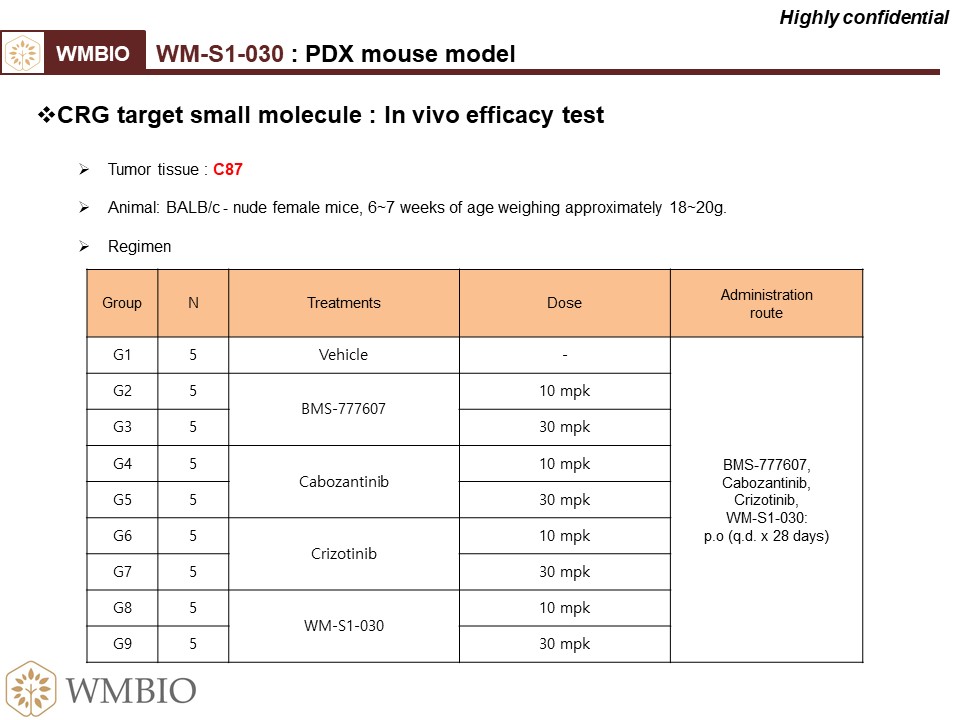 Highly confidential
WMBIO
WM-S1-030 : PDX mouse model
❖CRG target small molecule : In vivo efficacy test
➢ Tumor tissue : C87
➢ Animal: BALB/c - nude female mice, 6~7 weeks of age weighing approximately 18~20g.
➢ Regimen
Group N Treatments Dose Administration route
G1 5 Vehicle -
G2 5 BMS-777607 10 mpk
G3 5 30 mpk
G4 5 Cabozantinib 10 mpk
G5 5 30 mpk
G6 5 Crizotinib 10 mpk
G7 5 30 mpk
G8 5 WM-S1-030 10 mpk
G9 5 30 mpk
BMS-777607,
Cabozantinib,
Crizotinib,
WM-S1-030:
p.o (q.d. x 28 days)
WMBIO